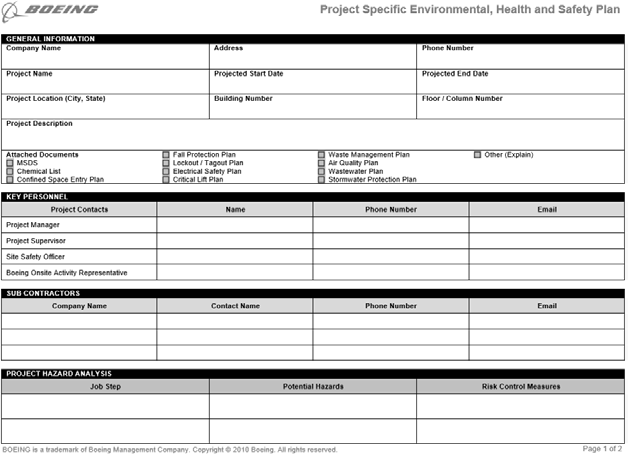 BOEING
Project Specific Environmental, Health and Safety Plan
GENERAL INFORMATION
Company Name Address Phone Number
Project Name Projected Start Date Projected End Date
Project Location (City, State) Building Number Floor / Column Number
Project Description
Attached Documents Fall Protection Plan Waste Management Plan Other (Explain)
MSDS Lockout / Tagout Plan Air Quality Plan
Chemical List Electrical Safety Plan Wastewater Plan
Confined Space Entry Plan Critical Lift Plan Stormwater Protection Plan
KEY PERSONNEL
Project Contacts Name Phone Number Email
Project Manager
Project Supervisor
Site Safety Officer
Boeing Onsite Activity Representative
SUB CONTRACTORS
Company Name Contact Name Phone Number Email
PROJECT HAZARD ANALYSIS
Job Step Potential Hazards Risk Control Measures
BOEING is a trademark of Boeing Management Company. Copyright © 2010 Boeing. All rights reserved. Page 1 of 2